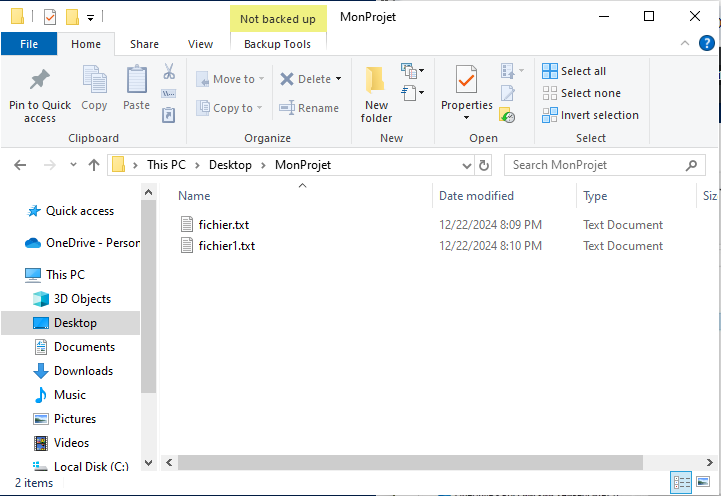 Not backed up
MonProjet
File
Home
Share
View
Backup Tools
Pin to Quick access
Copy
Paste
Move to
Copy to
Delete
Rename
New folder
Properties
Select all
Select none
Invert selection
Clipboard
Organize
New
Open
Select
This PC > Desktop > MonProjet
Search MonProjet
Name
Date modified
Type
Siz
fichier.txt
12/22/2024 8:09 PM
Text Document
fichier1.txt
12/22/2024 8:10 PM
Text Document
Quick access
OneDrive - Person
This PC
3D Objects
Desktop
Documents
Downloads
Music
Pictures
Videos
Local Disk (C:)
2 items